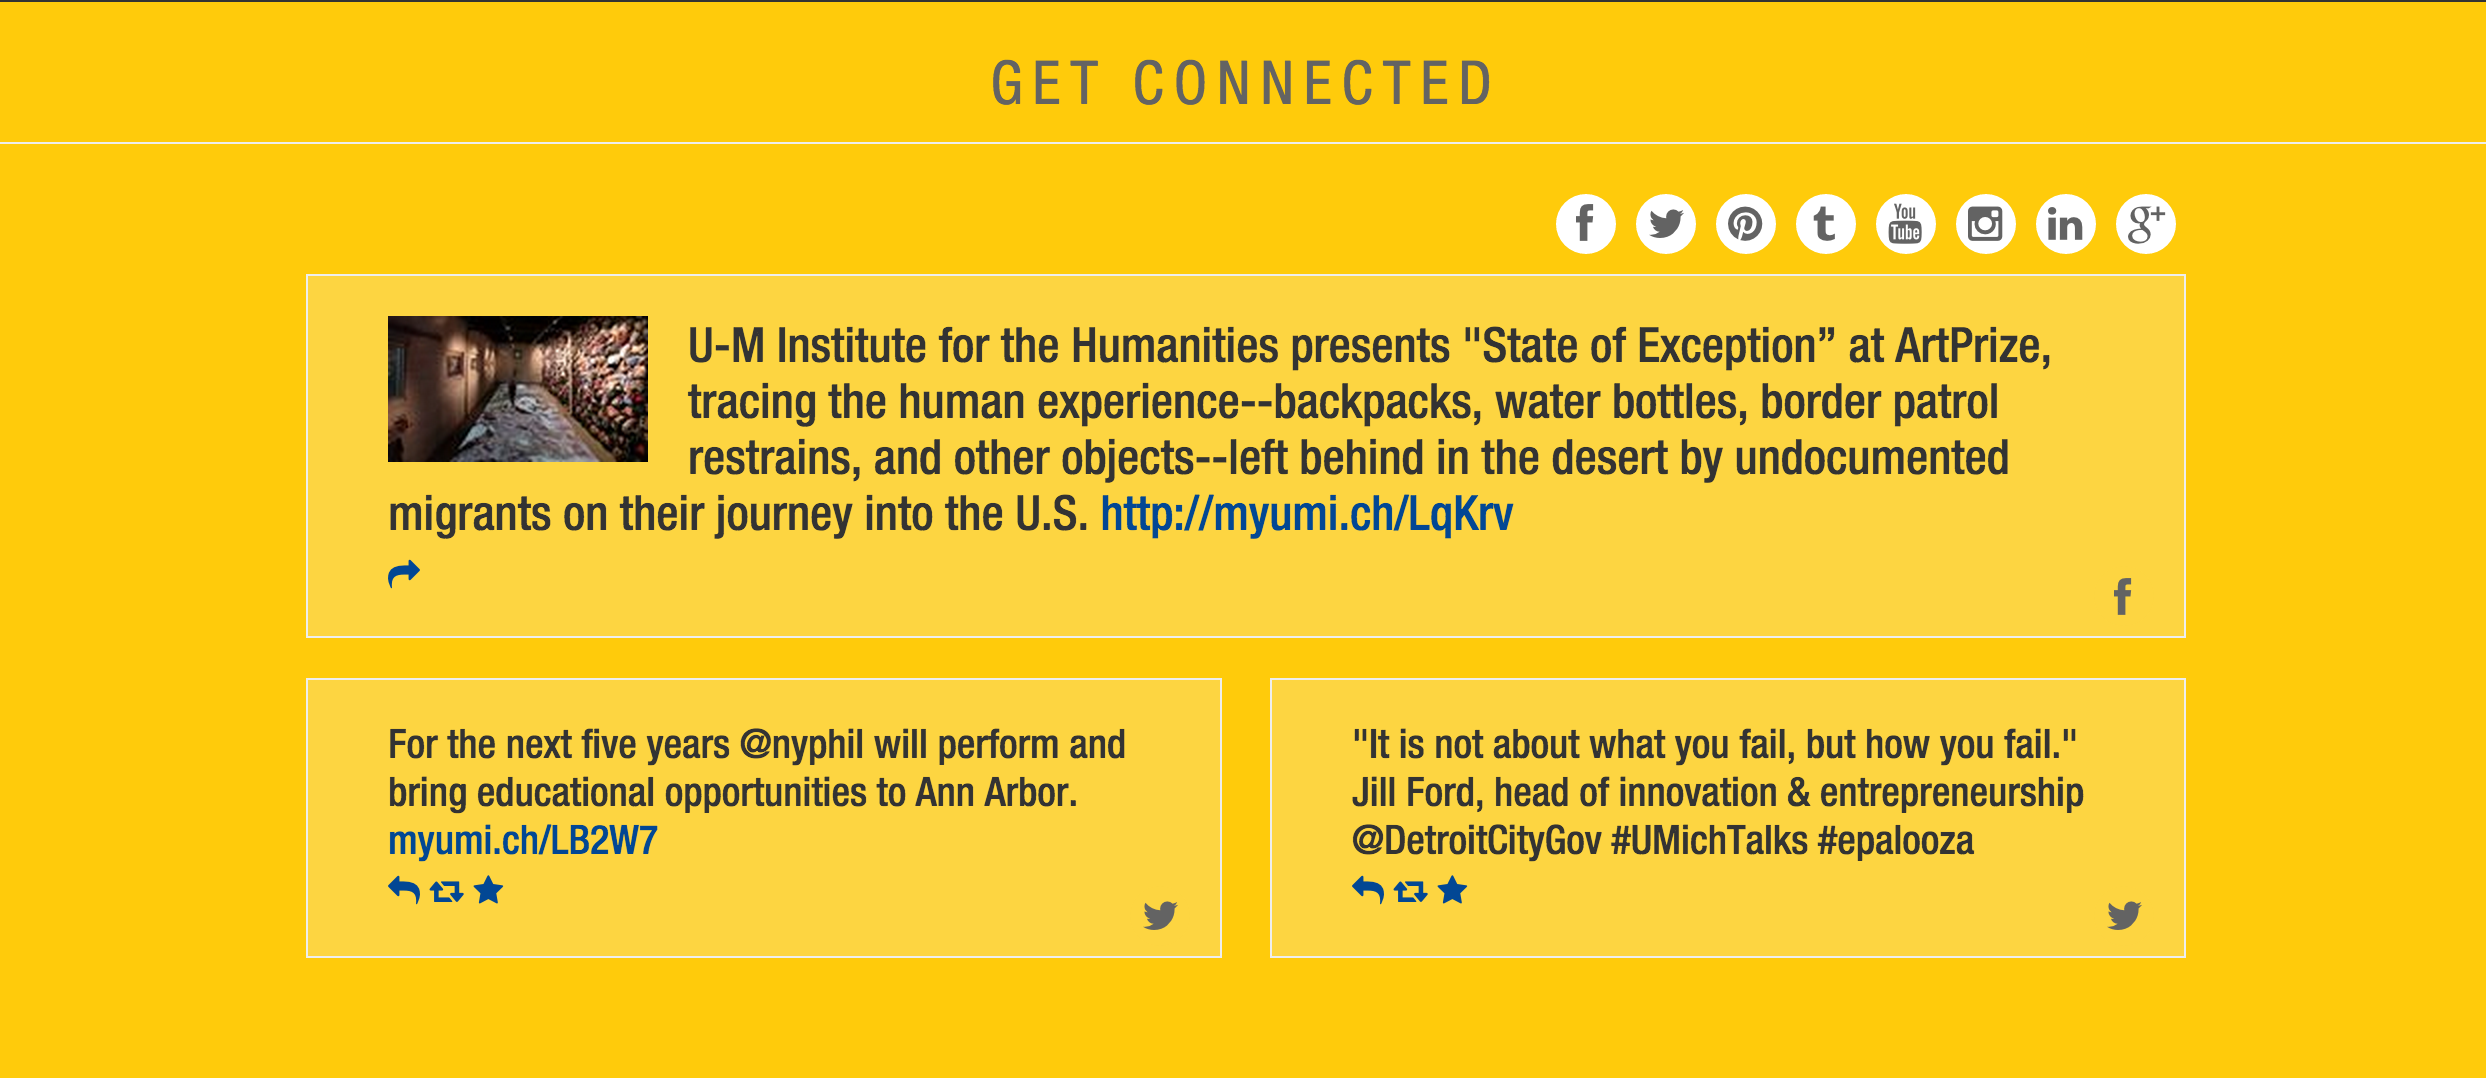 GET CONNECTED
f t You Tube in g+
U-M Institute for the Humanities presents "State of Exception” at ArtPrize,
tracing the human experience--backpacks, water bottles, border patrol
restrains, and other objects--left behind in the desert by undocumented
migrants on their journey into the U.S. http://myumi.ch/LqKrv
f
For the next five years @nyphil will perform and
bring educational opportunities to Ann Arbor.
myumi.ch/LB2W7
"It is not about what you fail, but how you fail."
Jill Ford, head of innovation & entrepreneurship
@DetroitCityGov #UMichTalks #epalooza